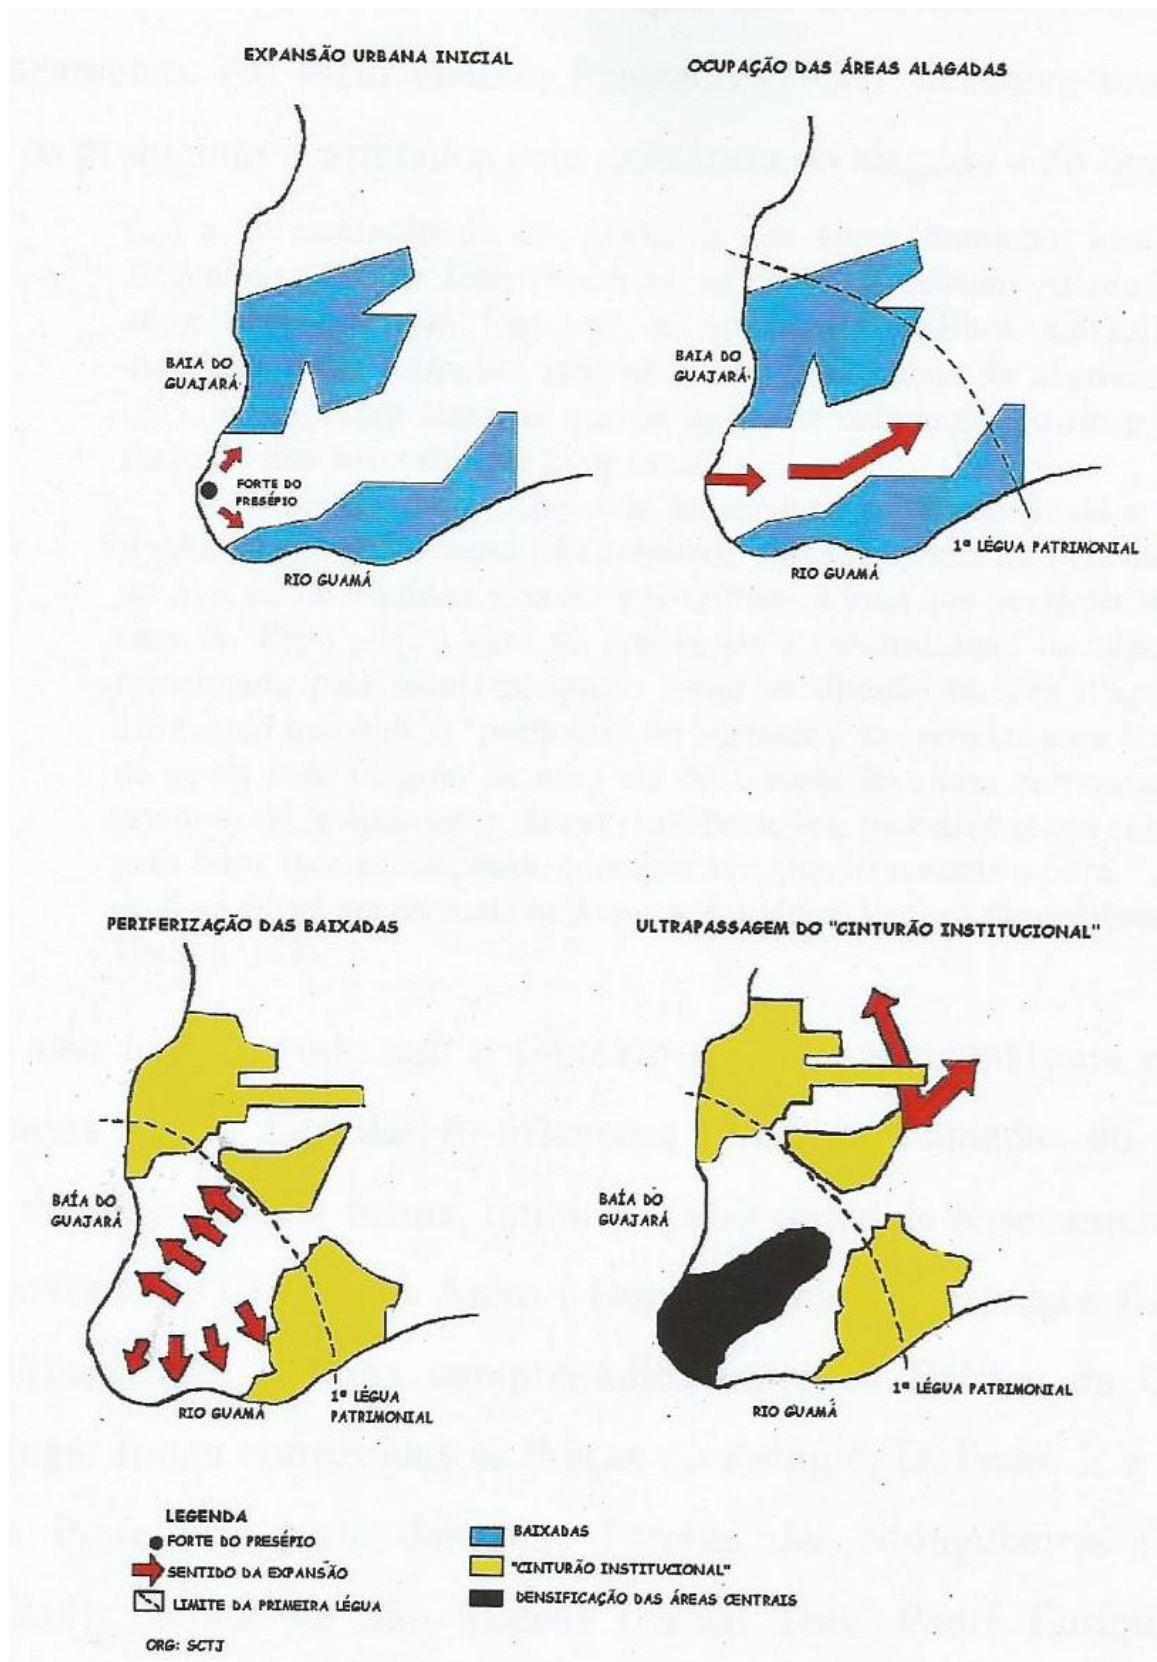 EXPANSÃO URBANA INICIAL
BAIA DO
GUAJARÁ
FORTE DO
PRESÉPIO
RIO GUAMÁ
OCUPAÇÃO DAS ÁREAS ALAGADAS
BAIA DO
GUAJARÁ
1ª LÉGUA PATRIMONIAL
RIO GUAMÁ
PERIFERIZAÇÃO DAS BAIXADAS
BAÍA DO
GUAJARÁ
1ª LÉGUA
PATRIMONIAL
RIO GUAMÁ
ULTRAPASSAGEM DO "CINTURÃO INSTITUCIONAL"
BAÍA DO
GUAJARÁ
1ª LÉGUA PATRIMONIAL
RIO GUAMÁ
LEGENDA
FORTE DO PRESÉPIO
SENTIDO DA EXPANSÃO
LIMITE DA PRIMEIRA LÉGUA
BAIXADAS
"CINTURÃO INSTITUCIONAL"
DENSIFICAÇÃO DAS ÁREAS CENTRAIS
ORG: SCTJ